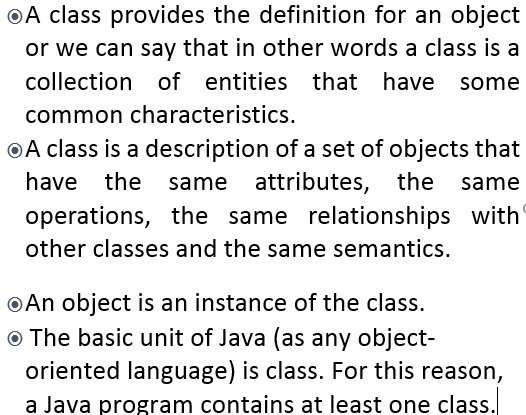 ◉A class provides the definition for an object
or we can say that in other words a class is a
collection of entities that have some
common characteristics.
◉A class is a description of a set of objects that
have the same attributes, the same
operations, the same relationships with
other classes and the same semantics.
◉An object is an instance of the class.
◉ The basic unit of Java (as any object-
oriented language) is class. For this reason,
a Java program contains at least one class.